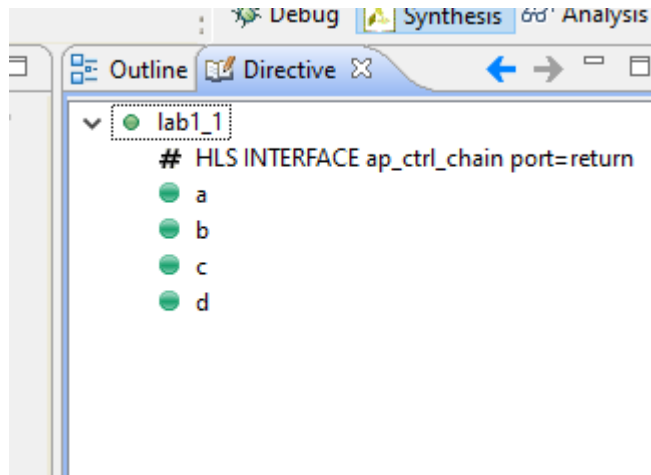 Debug Synthesis Analysis
Outline Directive
lab1_1
# HLS INTERFACE ap_ctrl_chain port=return
a
b
c
d